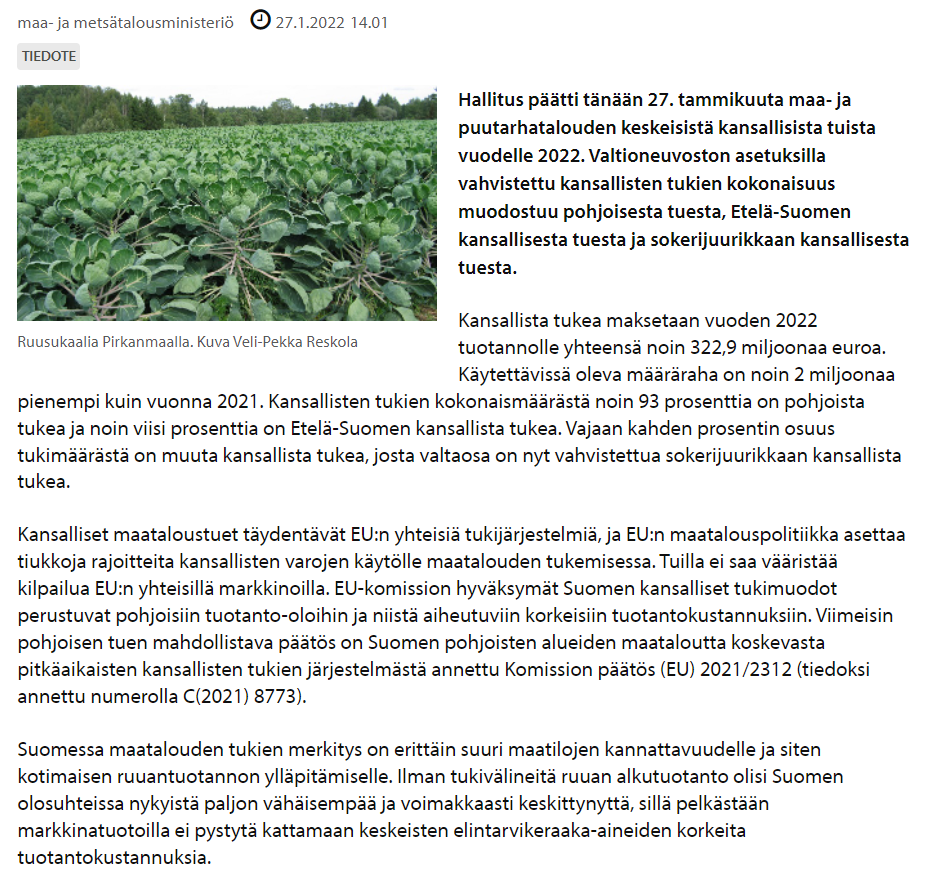 maa- ja metsätalousministeriö 27.1.2022 14.01
TIEDOTE
Hallitus päätti tänään 27. tammikuuta maa- ja
puutarhatalouden keskeisistä kansallisista tuista
vuodelle 2022. Valtioneuvoston asetuksilla
vahvistettu kansallisten tukien kokonaisuus
muodostuu pohjoisesta tuesta, Etelä-Suomen
kansallisesta tuesta ja sokerijuurikkaan kansallisesta
tuesta.
Ruusukaalia Pirkanmaalla. Kuva Veli-Pekka Reskola
Kansallista tukea maksetaan vuoden 2022
tuotannolle yhteensä noin 322,9 miljoonaa euroa.
Käytettävissä oleva määräraha on noin 2 miljoonaa
pienempi kuin vuonna 2021. Kansallisten tukien kokonaismäärästä noin 93 prosenttia on pohjoista
tukea ja noin viisi prosenttia on Etelä-Suomen kansallista tukea. Vajaan kahden prosentin osuus
tukimäärästä on muuta kansallista tukea, josta valtaosa on nyt vahvistettua sokerijuurikkaan kansallista
tukea.
Kansalliset maataloustuet täydentävät EU:n yhteisiä tukijärjestelmiä, ja EU:n maatalouspolitiikka asettaa
tiukkoja rajoitteita kansallisten varojen käytölle maatalouden tukemisessa. Tuilla ei saa vääristää
kilpailua EU:n yhteisillä markkinoilla. EU-komission hyväksymät Suomen kansalliset tukimuodot
perustuvat pohjoisiin tuotanto-oloihin ja niistä aiheutuviin korkeisiin tuotantokustannuksiin. Viimeisin
pohjoisen tuen mahdollistava päätös on Suomen pohjoisten alueiden maataloutta koskevasta
pitkäaikaisten kansallisten tukien järjestelmästä annettu Komission päätös (EU) 2021/2312 (tiedoksi
annettu numerolla C(2021) 8773).
Suomessa maatalouden tukien merkitys on erittäin suuri maatilojen kannattavuudelle ja siten
kotimaisen ruuantuotannon ylläpitämiselle. Ilman tukivälineitä ruuan alkutuotanto olisi Suomen
olosuhteissa nykyistä paljon vähäisempää ja voimakkaasti keskittynyttä, sillä pelkästään
markkinatuotoilla ei pystytä kattamaan keskeisten elintarvikeraaka-aineiden korkeita
tuotantokustannuksia.